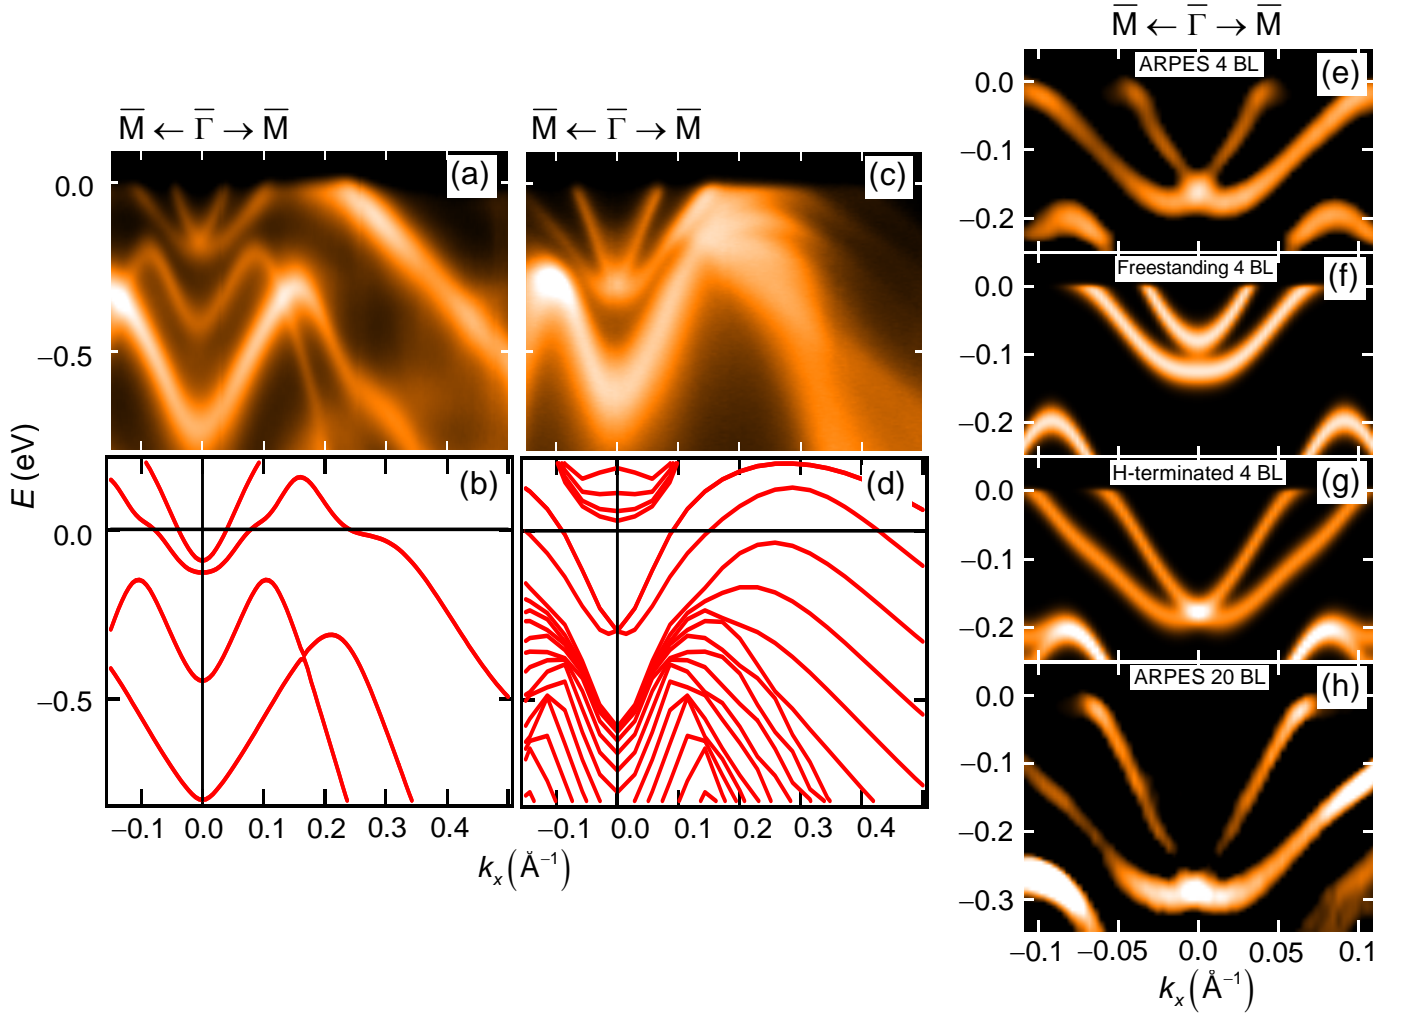 M̅ ← Γ̅ → M̅
(a)
0.0
−0.5
M̅ ← Γ̅ → M̅
(c)
E (eV)
(b)
0.0
−0.5
−0.1 0.0 0.1 0.2 0.3 0.4
(d)
−0.1 0.0 0.1 0.2 0.3 0.4
kₓ(Å⁻¹)
M̅ ← Γ̅ → M̅
ARPES 4 BL
(e)
0.0
−0.1
−0.2
Freestanding 4 BL
(f)
0.0
−0.1
−0.2
H-terminated 4 BL
(g)
0.0
−0.1
−0.2
ARPES 20 BL
(h)
0.0
−0.1
−0.2
−0.3
−0.1 −0.05 0.0 0.05 0.1
kₓ(Å⁻¹)